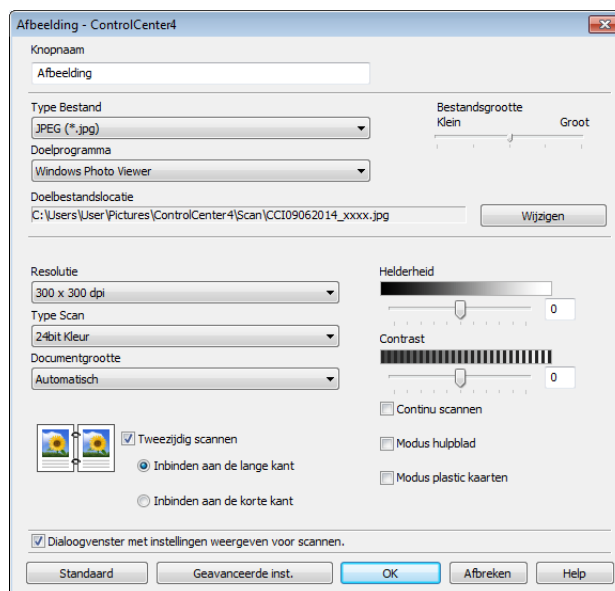 Afbeelding - ControlCenter4
Knopnaam
Afbeelding
Type Bestand
JPEG (*.jpg)
Bestandsgrootte
Klein Groot
Doelprogramma
Windows Photo Viewer
Doelbestandslocatie
C:\Users\User\Pictures\ControlCenter4\Scan\CCI09062014_xxxx.jpg
Wijzigen
Resolutie
300 x 300 dpi
Type Scan
24bit Kleur
Documentgrootte
Automatisch
Helderheid
0
Contrast
0
Continu scannen
Modus hulpblad
Modus plastic kaarten
Tweezijdig scannen
Inbinden aan de lange kant
Inbinden aan de korte kant
Dialoogvenster met instellingen weergeven voor scannen.
Standaard Geavanceerde inst. OK Afbreken Help